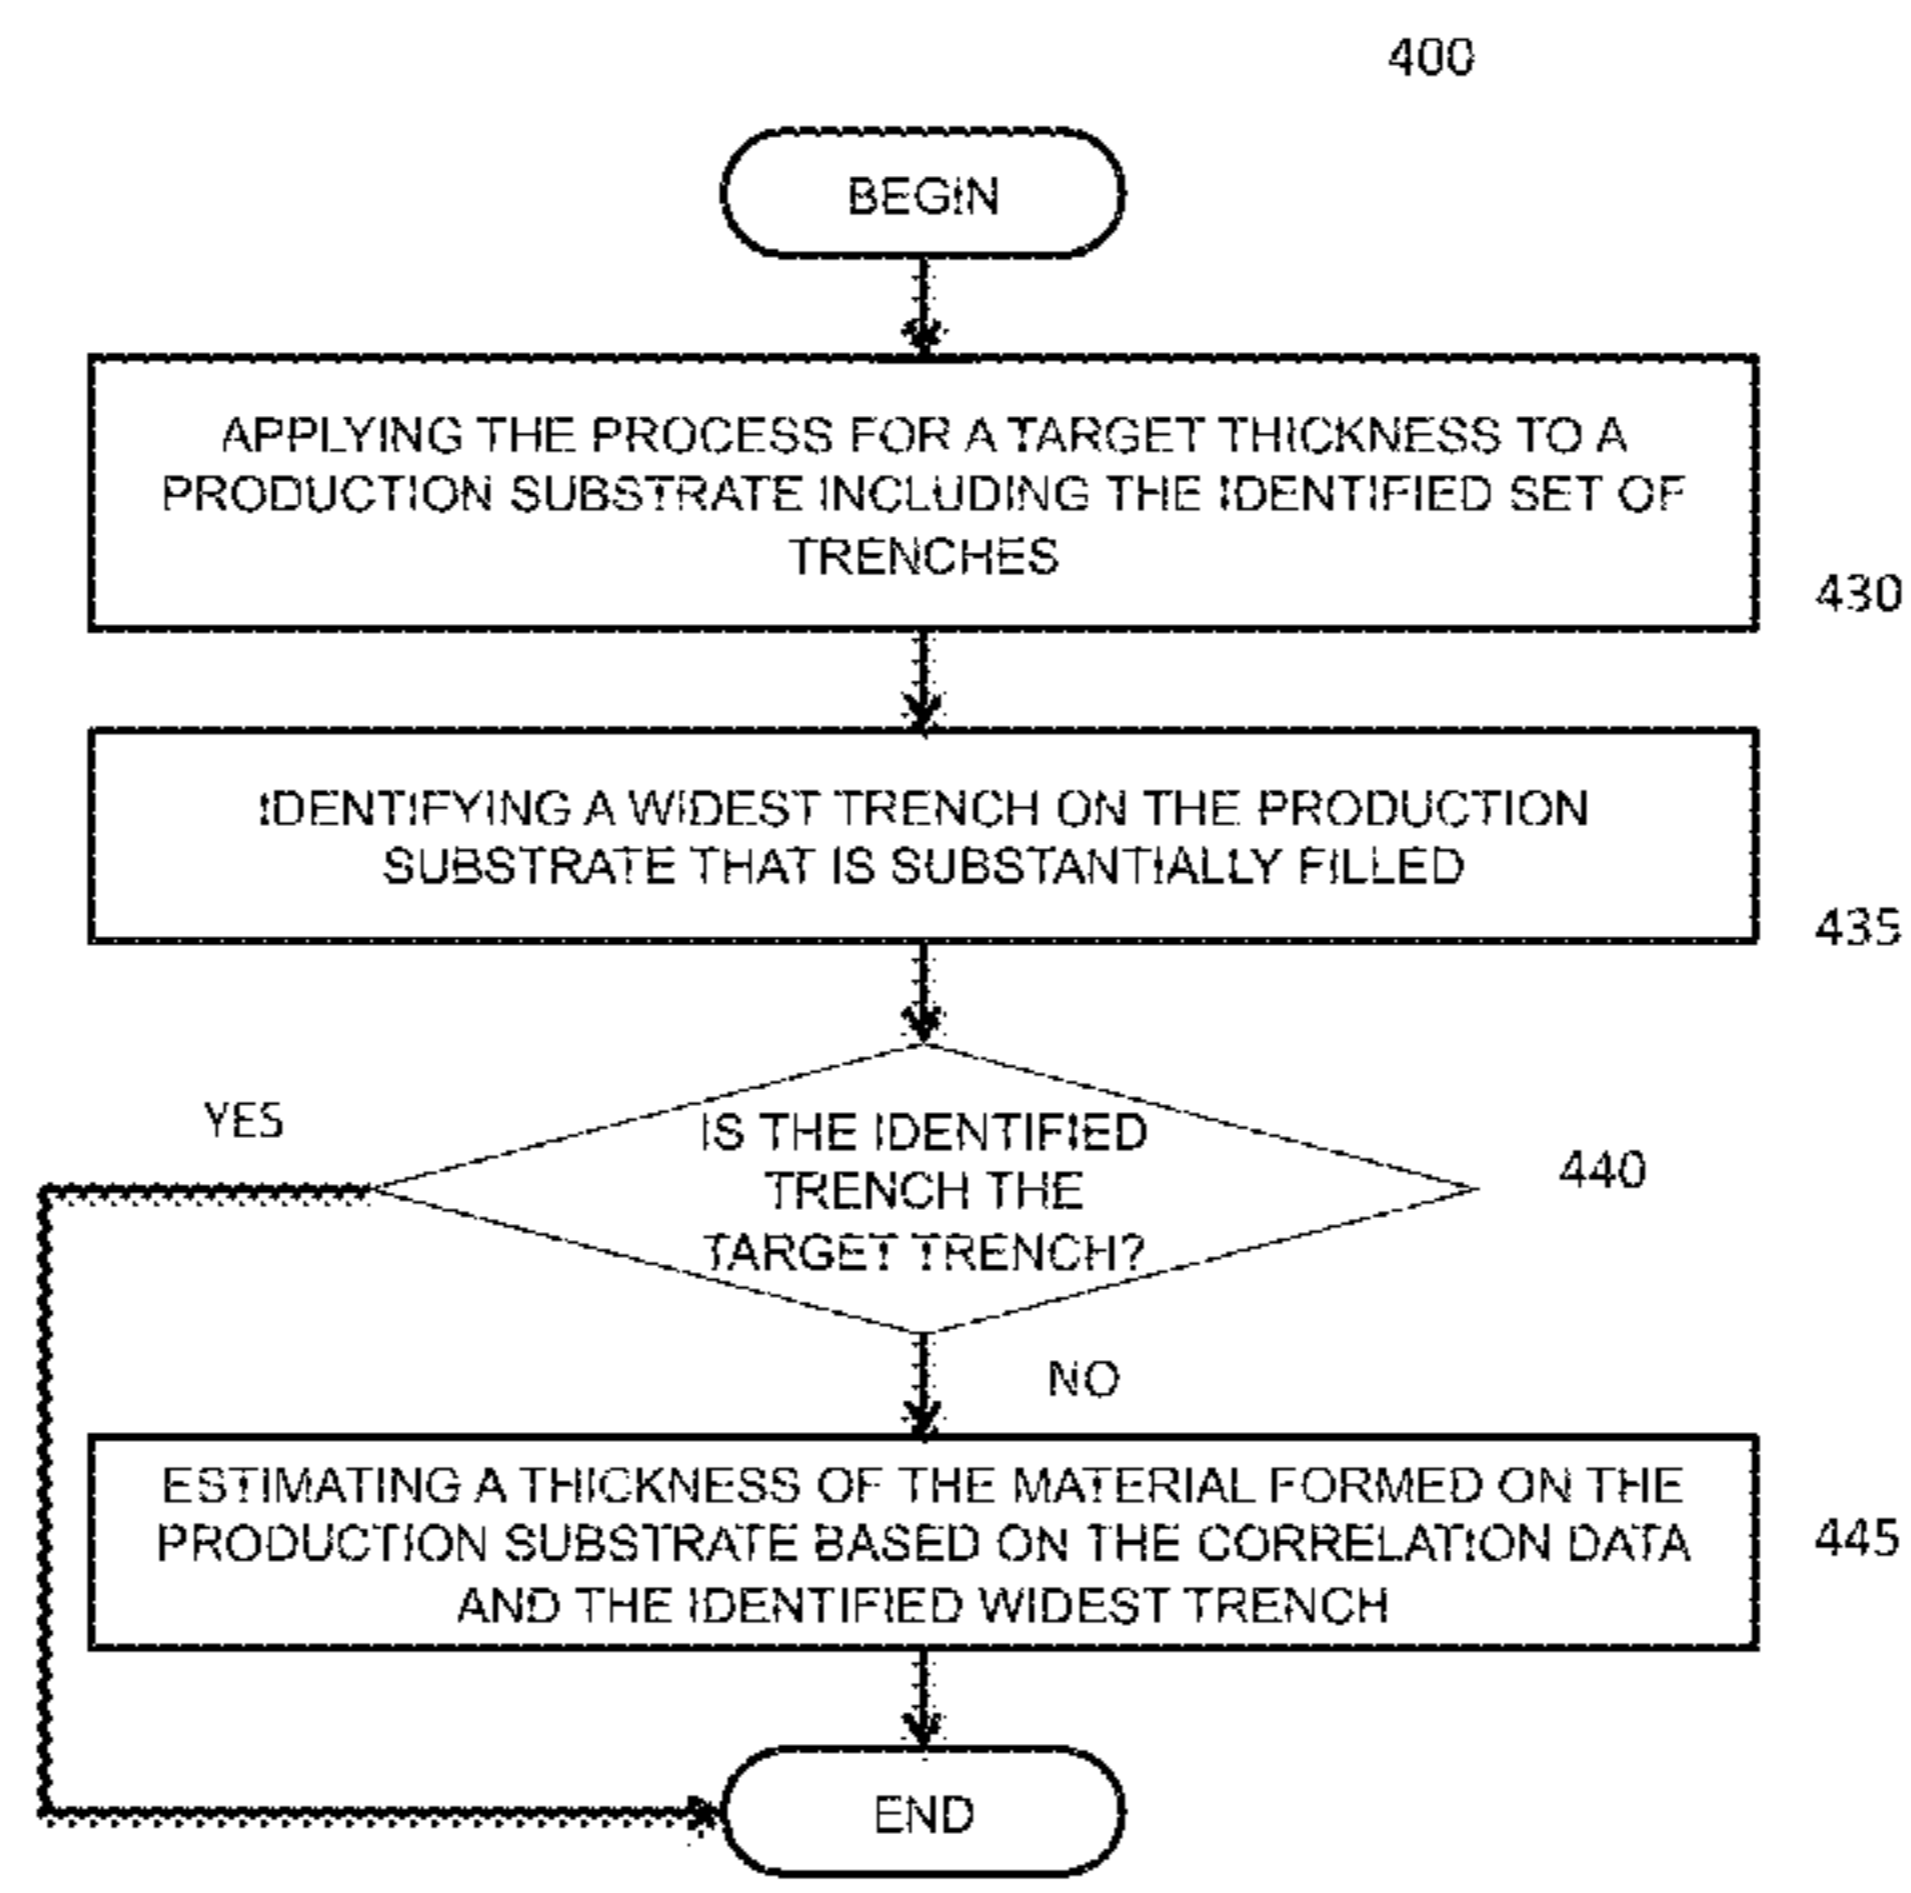 400
BEGIN
APPLYING THE PROCESS FOR A TARGET THICKNESS TO A
PRODUCTION SUBSTRATE INCLUDING THE IDENTIFIED SET OF
TRENCHES
430
IDENTIFYING A WIDEST TRENCH ON THE PRODUCTION
SUBSTRATE THAT IS SUBSTANTIALLY FILLED
435
YES
IS THE IDENTIFIED
TRENCH THE
TARGET TRENCH?
440
NO
ESTIMATING A THICKNESS OF THE MATERIAL FORMED ON THE
PRODUCTION SUBSTRATE BASED ON THE CORRELATION DATA
AND THE IDENTIFIED WIDEST TRENCH
445
END